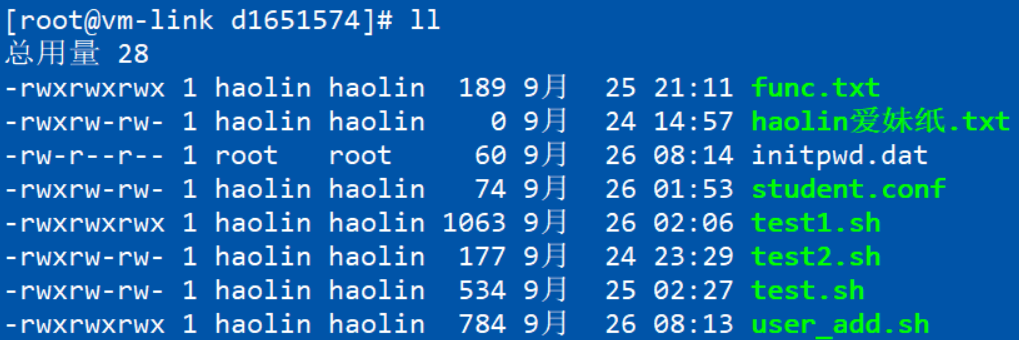 [root@vm-link d1651574]# ll
总用量 28
-rwxrwxrwx 1 haolin haolin  189 9月  25 21:11 func.txt
-rwxrw-rw- 1 haolin haolin    0 9月  24 14:57 haolin爱妹纸.txt
-rw-r--r-- 1 root   root     60 9月  26 08:14 initpwd.dat
-rwxrw-rw- 1 haolin haolin   74 9月  26 01:53 student.conf
-rwxrwxrwx 1 haolin haolin 1063 9月  26 02:06 test1.sh
-rwxrw-rw- 1 haolin haolin  177 9月  24 23:29 test2.sh
-rwxrw-rw- 1 haolin haolin  534 9月  25 02:27 test.sh
-rwxrwxrwx 1 haolin haolin  784 9月  26 08:13 user_add.sh